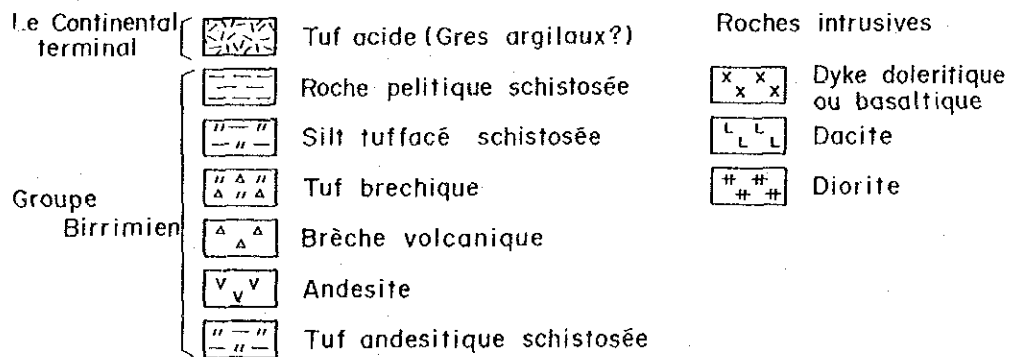 Le Continental
terminal
Tuf acide (Gres argilaux?)
Roche pelitique schistosée
Silt tuffacé schistosée
Groupe
Birrimien
Tuf brechique
Brèche volcanique
Andesite
Tuf andesitique schistosée
Roches intrusives
Dyke doleritique
ou basaltique
Dacite
Diorite